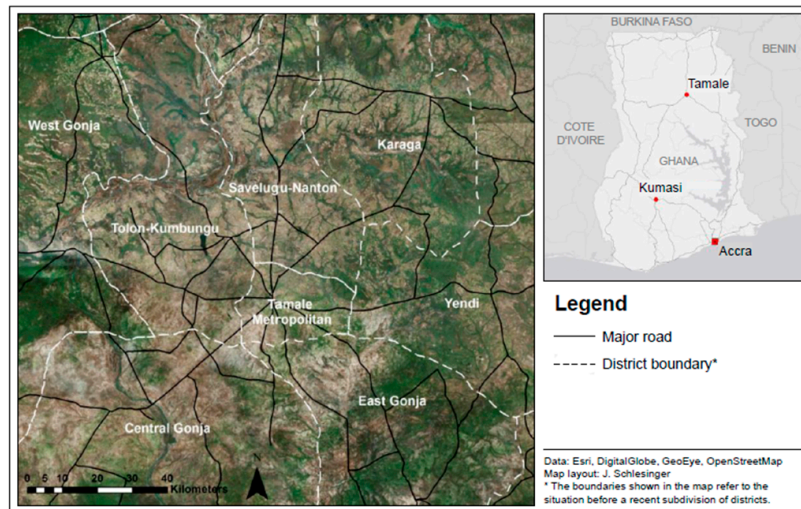 West Gonja
Karaga
Savelugu-Nanton
Tolon-Kumbungu
Tamale
Metropolitan
Yendi
East Gonja
Central Gonja
N
0 5 10 20 30 40
Kilometers
BURKINA FASO
BENIN
Tamale
COTE
D'IVOIRE
TOGO
GHANA
Kumasi
Accra
Legend
Major road
District boundary*
Data: Esri, DigitalGlobe, GeoEye, OpenStreetMap
Map layout: J. Schlesinger
* The boundaries shown in the map refer to the
situation before a recent subdivision of districts.